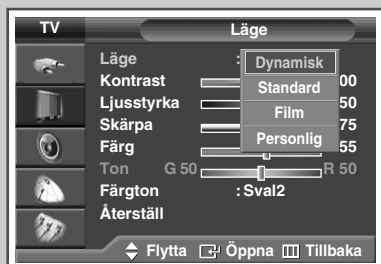 TV Läge
Läge : Dynamisk
Kontrast 00
Standard
Ljusstyrka 50
Film
Skärpa 75
Personlig
Färg 55
Ton G 50 R 50
Färgton : Sval2
Återställ
Flytta Öppna Tillbaka